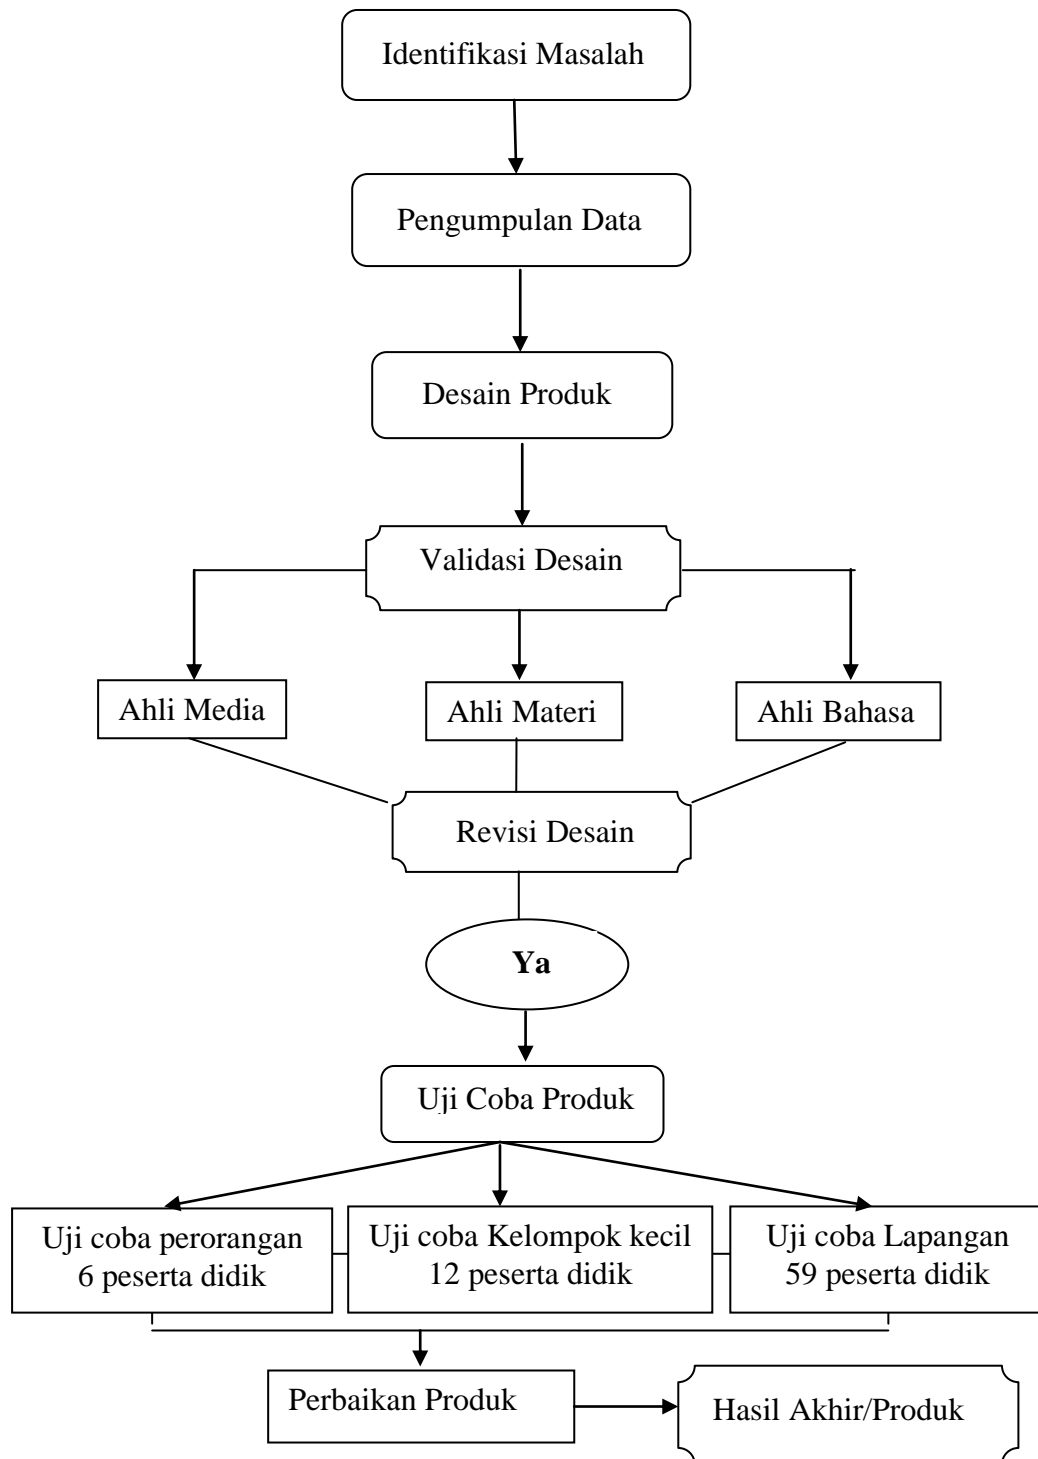 Identifikasi Masalah
Pengumpulan Data
Desain Produk
Validasi Desain
Ahli Media
Ahli Materi
Ahli Bahasa
Revisi Desain
Ya
Uji Coba Produk
Uji coba perorangan
6 peserta didik
Uji coba Kelompok kecil
12 peserta didik
Uji coba Lapangan
59 peserta didik
Perbaikan Produk
Hasil Akhir/Produk